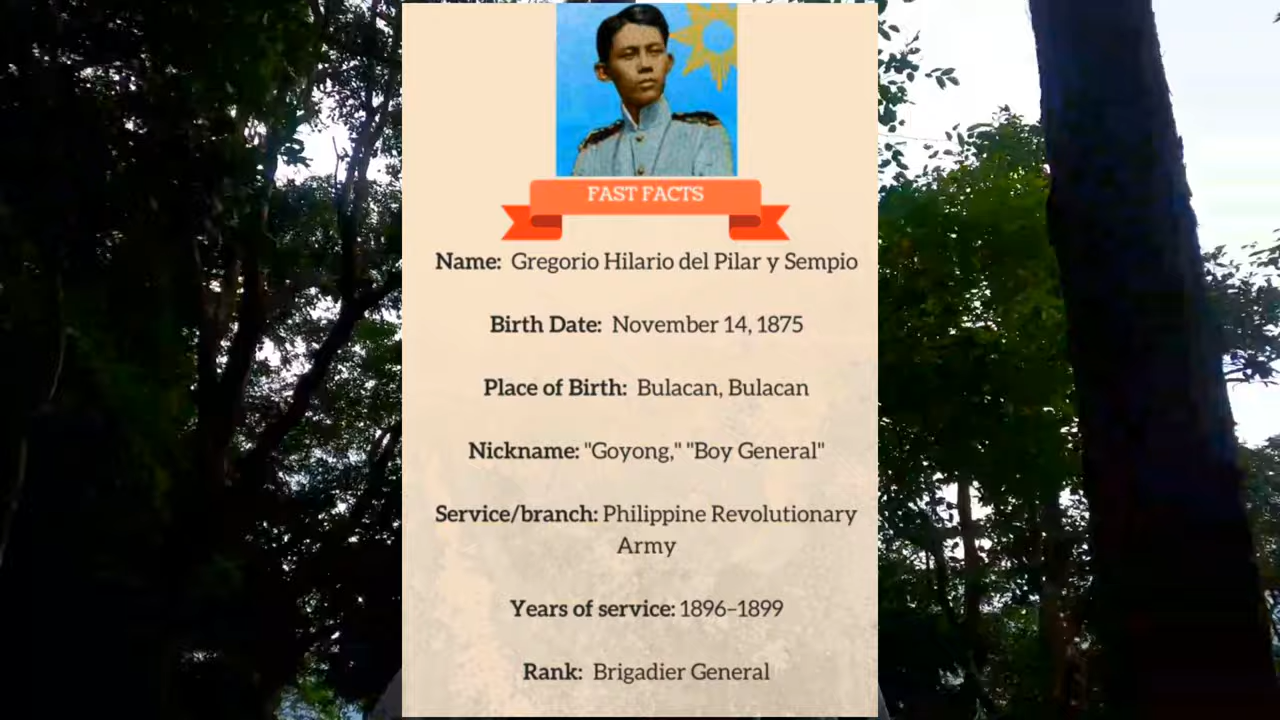 FAST FACTS
Name: Gregorio Hilario del Pilar y Sempio
Birth Date: November 14, 1875
Place of Birth: Bulacan, Bulacan
Nickname: "Goyong," "Boy General"
Service/branch: Philippine Revolutionary
Army
Years of service: 1896–1899
Rank: Brigadier General